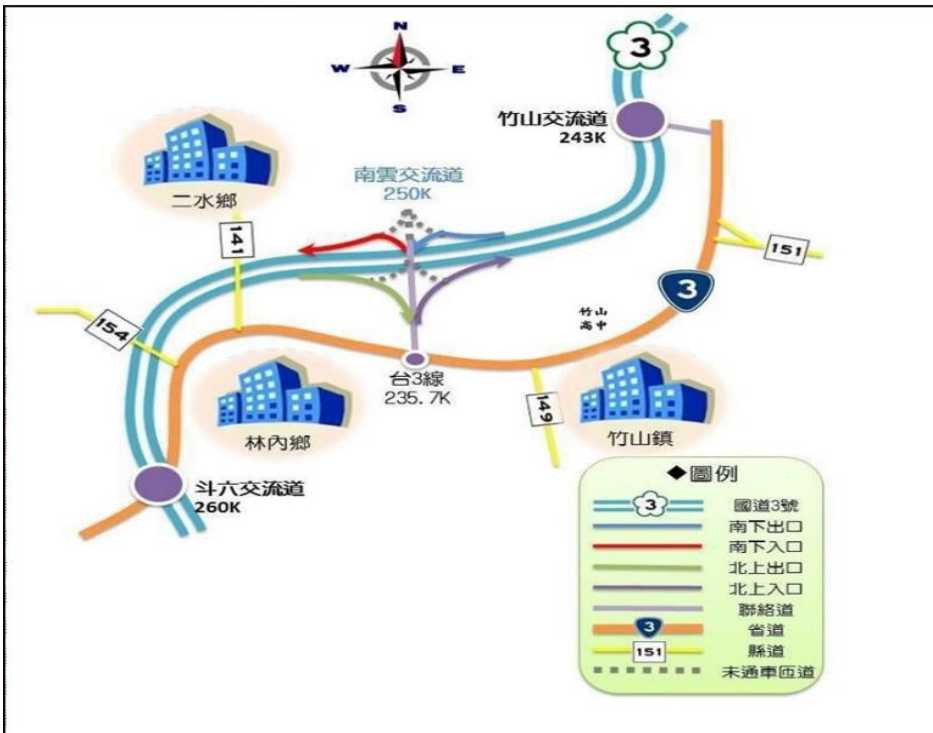 N
W
E
S
3
竹山交流道
243K
南雲交流道
250K
二水鄉
141
151
3
竹山
高中
154
台3線
235.7K
149
林內鄉
竹山鎮
斗六交流道
260K
◆圖例
3
國道3號
南下出口
南下入口
北上出口
北上入口
聯絡道
3
省道
151
縣道
未通車匝道